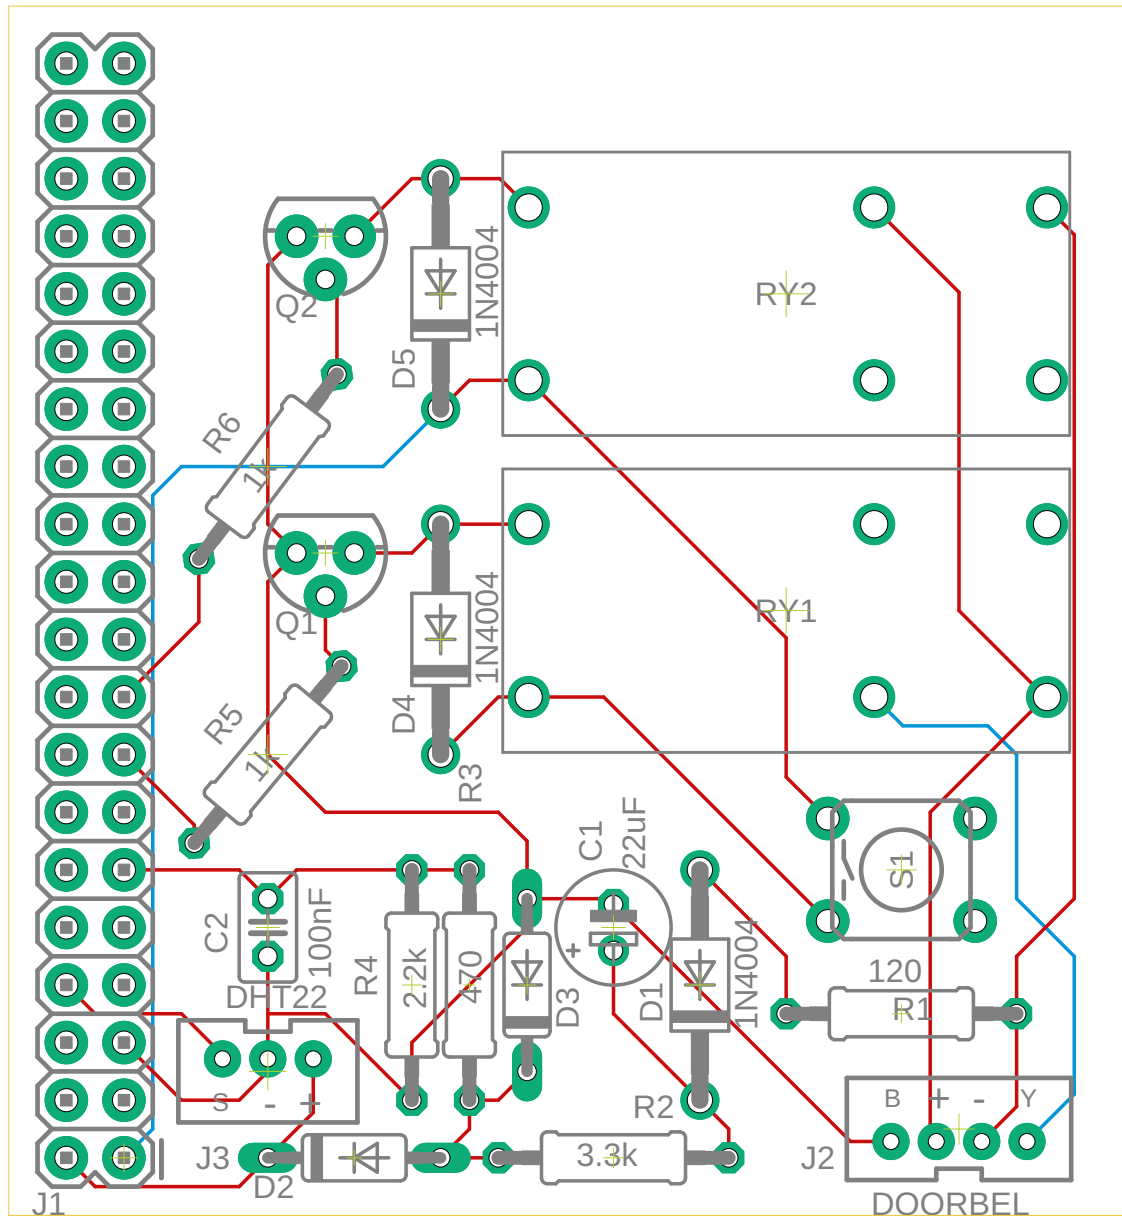 1N4004
Q2
RY2
D5
R6
1k
1N4004
Q1
RY1
D4
R5
1k
R3
C1
22uF
S1
C2
100nF
R4
2.2k
470
D3
D1
1N4004
120
R1
DHT22
S
-
+
R2
B
+
-
Y
J3
D2
3.3k
J2
+
J1
DOORBEL